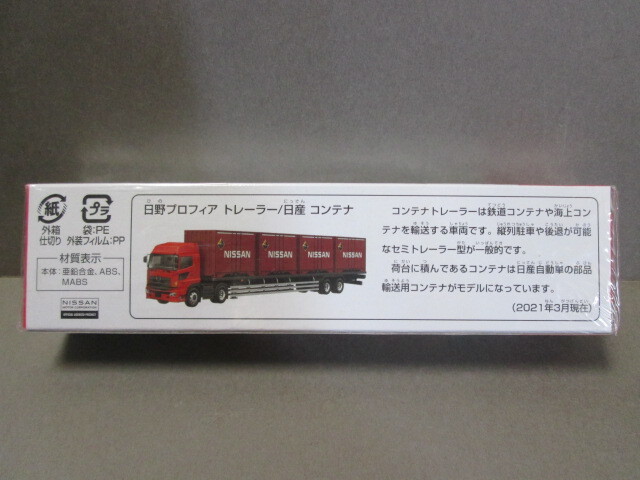 紙
プラ
外箱
仕切り
袋:PE
外装フィルム:PP
材質表示
本体:亜鉛合金、ABS、
MABS
NISSAN
日野プロフィア トレーラー/日産 コンテナ
NISSAN
NISSAN
NISSAN
NISSAN
コンテナトレーラーは鉄道コンテナや海上コン
テナを輸送する車両です。縦列駐車や後退が可能
なセミトレーラー型が一般的です。
荷台に積んであるコンテナは日産自動車の部品
輸送用コンテナがモデルになっています。
(2021年3月現在)